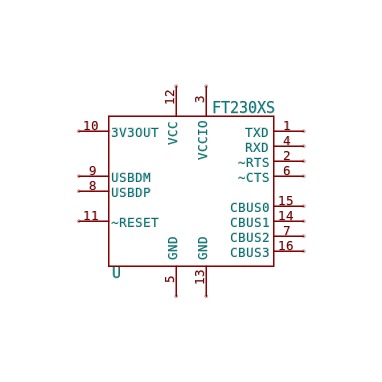 12
3
FT230XS
10 3V3OUT VCC VCCIO TXD 1
RXD 4
~RTS 2
9 USBDM ~CTS 6
8 USBDP
CBUS0 15
11 ~RESET CBUS1 14
CBUS2 7
GND GND CBUS3 16
U
5 13